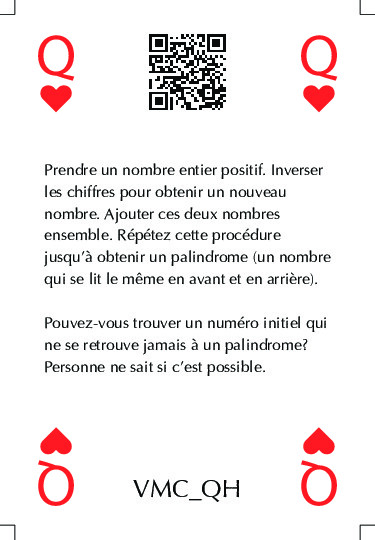 Q
Q
Prendre un nombre entier positif. Inverser
les chiffres pour obtenir un nouveau
nombre. Ajouter ces deux nombres
ensemble. Répétez cette procédure
jusqu’à obtenir un palindrome (un nombre
qui se lit le même en avant et en arrière).
Pouvez-vous trouver un numéro initiel qui
ne se retrouve jamais à un palindrome?
Personne ne sait si c’est possible.
Q
VMC_QH
Q